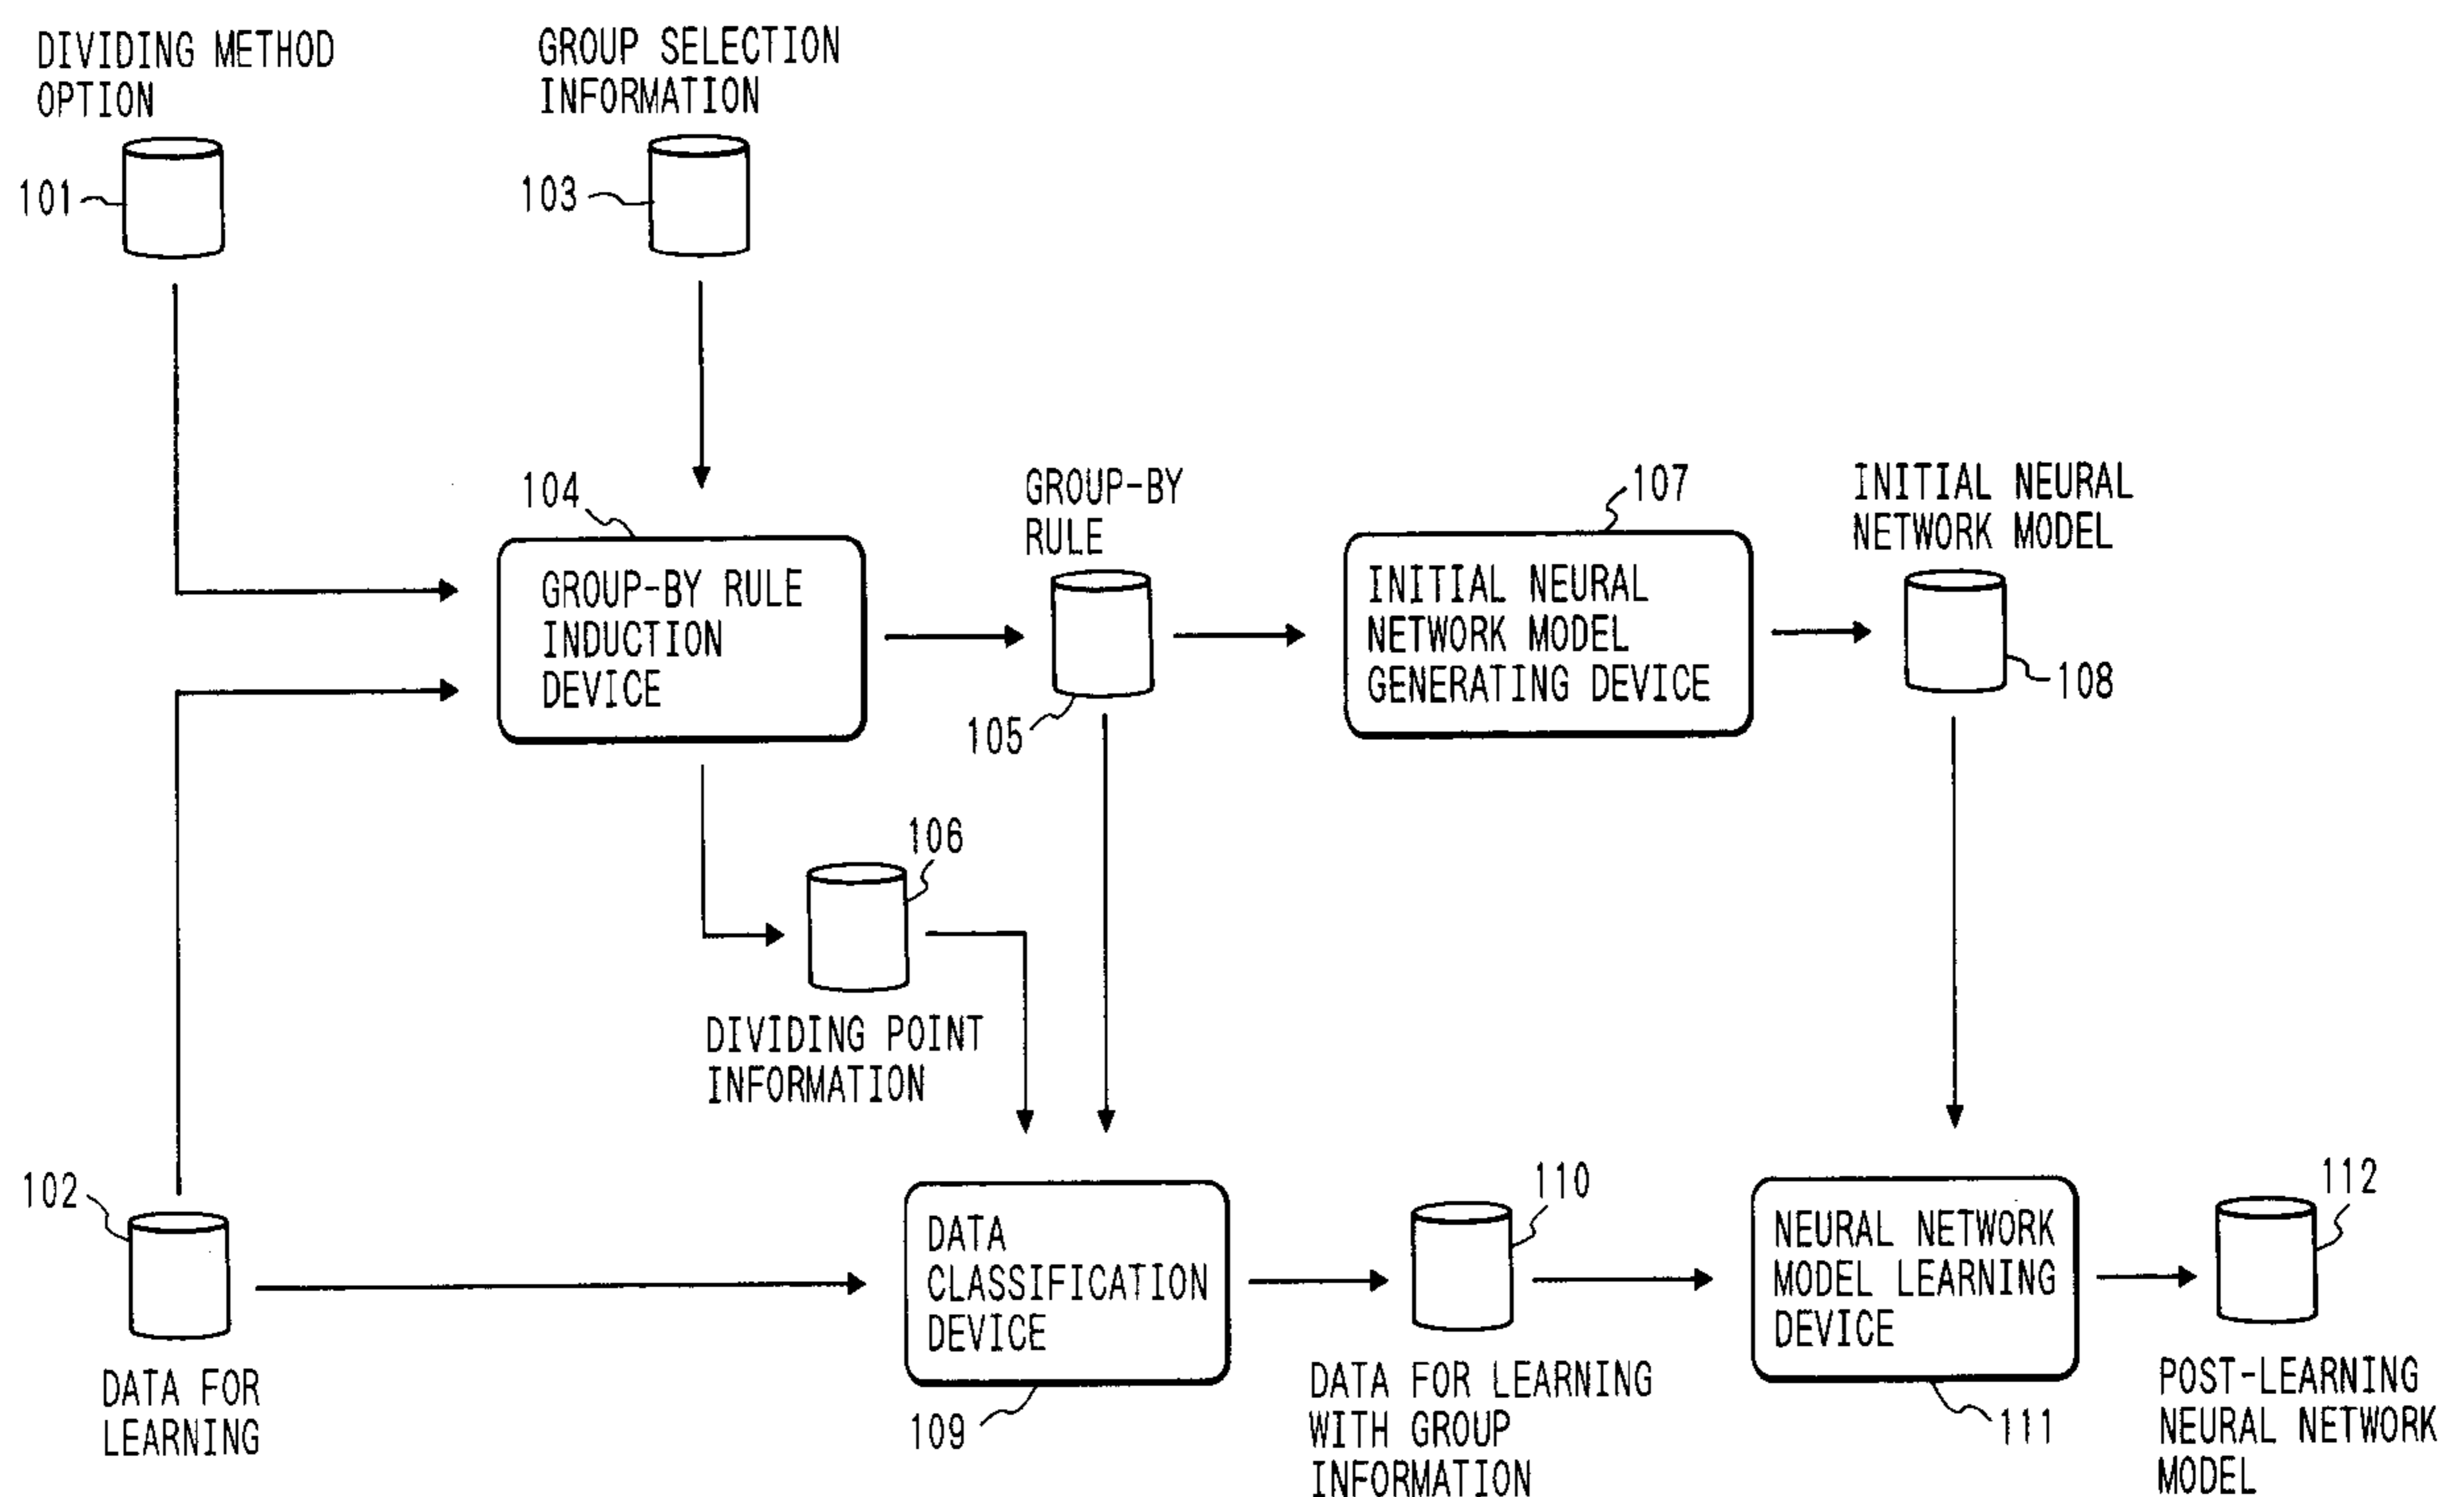 DIVIDING METHOD
OPTION
101
GROUP SELECTION
INFORMATION
103
104
GROUP-BY RULE
INDUCTION
DEVICE
GROUP-BY
RULE
105
107
INITIAL NEURAL
NETWORK MODEL
GENERATING DEVICE
INITIAL NEURAL
NETWORK MODEL
108
106
DIVIDING POINT
INFORMATION
102
DATA FOR
LEARNING
DATA
CLASSIFICATION
DEVICE
109
110
DATA FOR LEARNING
WITH GROUP
INFORMATION
NEURAL NETWORK
MODEL LEARNING
DEVICE
111
112
POST-LEARNING
NEURAL NETWORK
MODEL